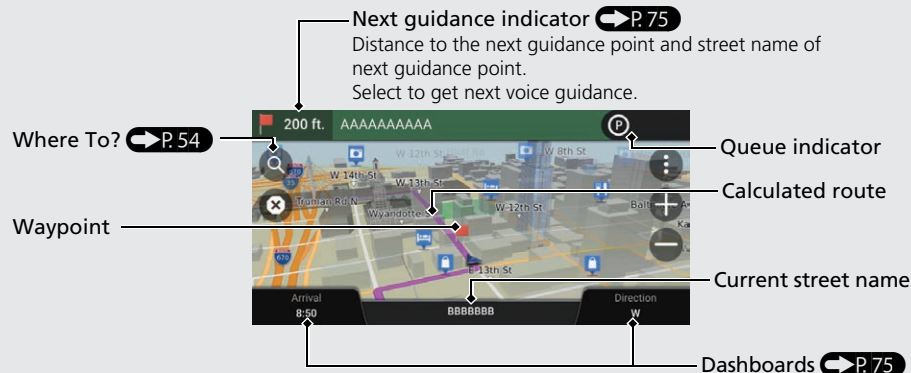 Next guidance indicator P. 75
Distance to the next guidance point and street name of
next guidance point.
Select to get next voice guidance.
Where To? P. 54
200 ft. AAAAAAAAAA
P
Queue indicator
W 12th St
W 8th St
W 14th St
W 13th St
Calculated route
Truman Rd N
Wyandotte S
W 12th St
Balt
Av
Ka
Waypoint
670
E 13th St
Current street name
Arrival
8:50
BBBBBBB
Direction
W
Dashboards P. 75